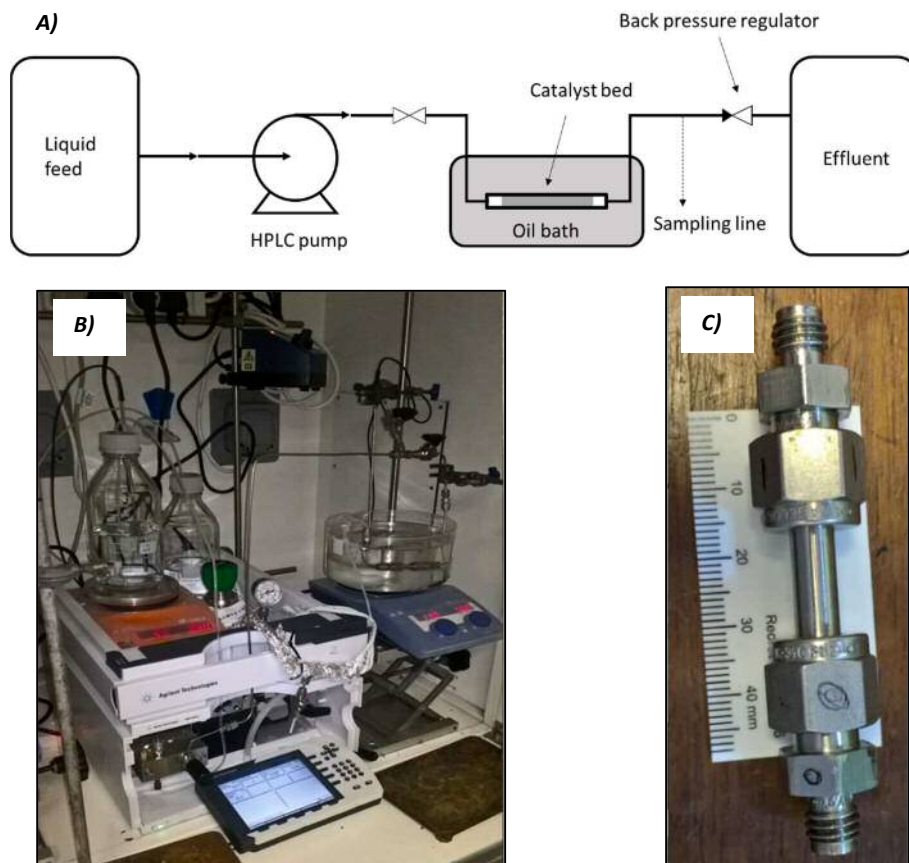 A)
Back pressure regulator
Catalyst bed
Liquid
feed
Effluent
Oil bath
Sampling line
HPLC pump
B)
Agilent Technologies
C)
0
10
20
30
40 mm